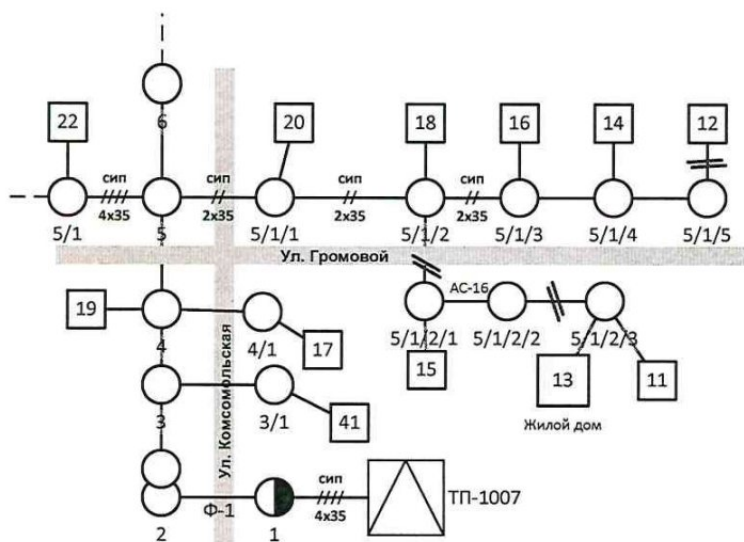 6
22
20
18
16
14
12
сип
4х35
сип
2х35
сип
2х35
сип
2х35
5/1
5
5/1/1
5/1/2
5/1/3
5/1/4
5/1/5
Ул. Громовой
Ул. Комсомольская
АС-16
19
4
4/1
17
5/1/2/1
5/1/2/2
5/1/2/3
15
13
11
Жилой дом
3
3/1
41
2
Ф-1
1
сип
4х35
ТП-1007